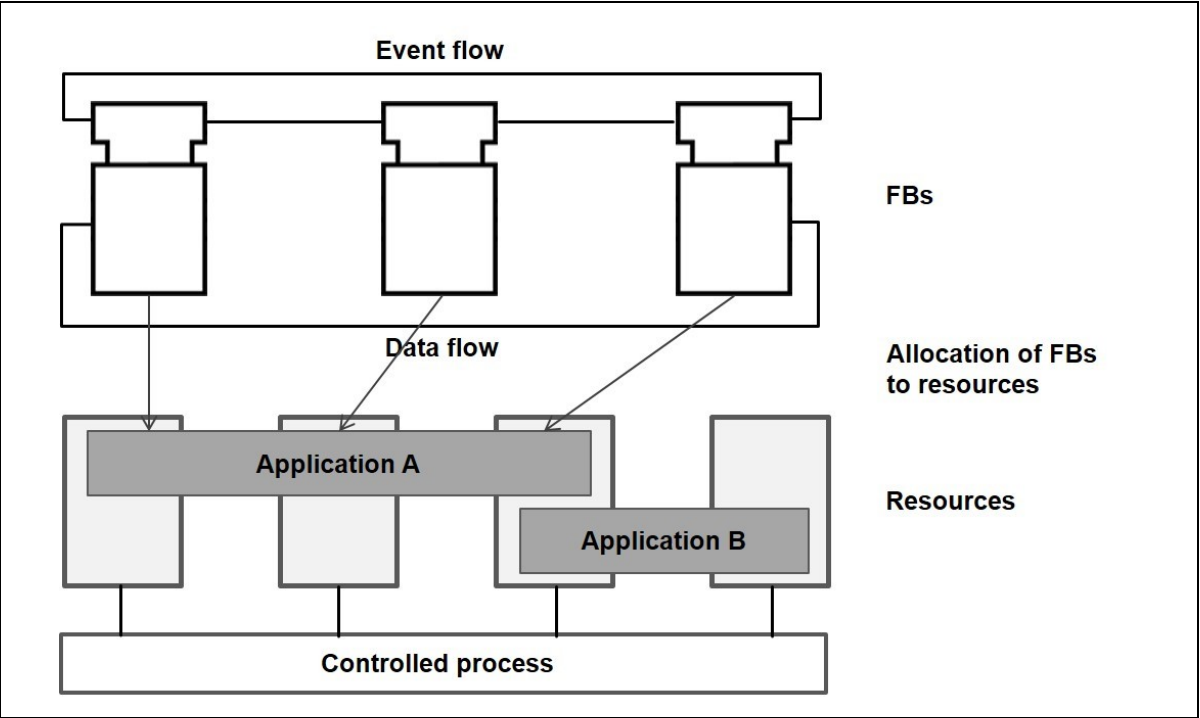 Event flow
FBs
Data flow
Allocation of FBs
to resources
Application A
Resources
Application B
Controlled process